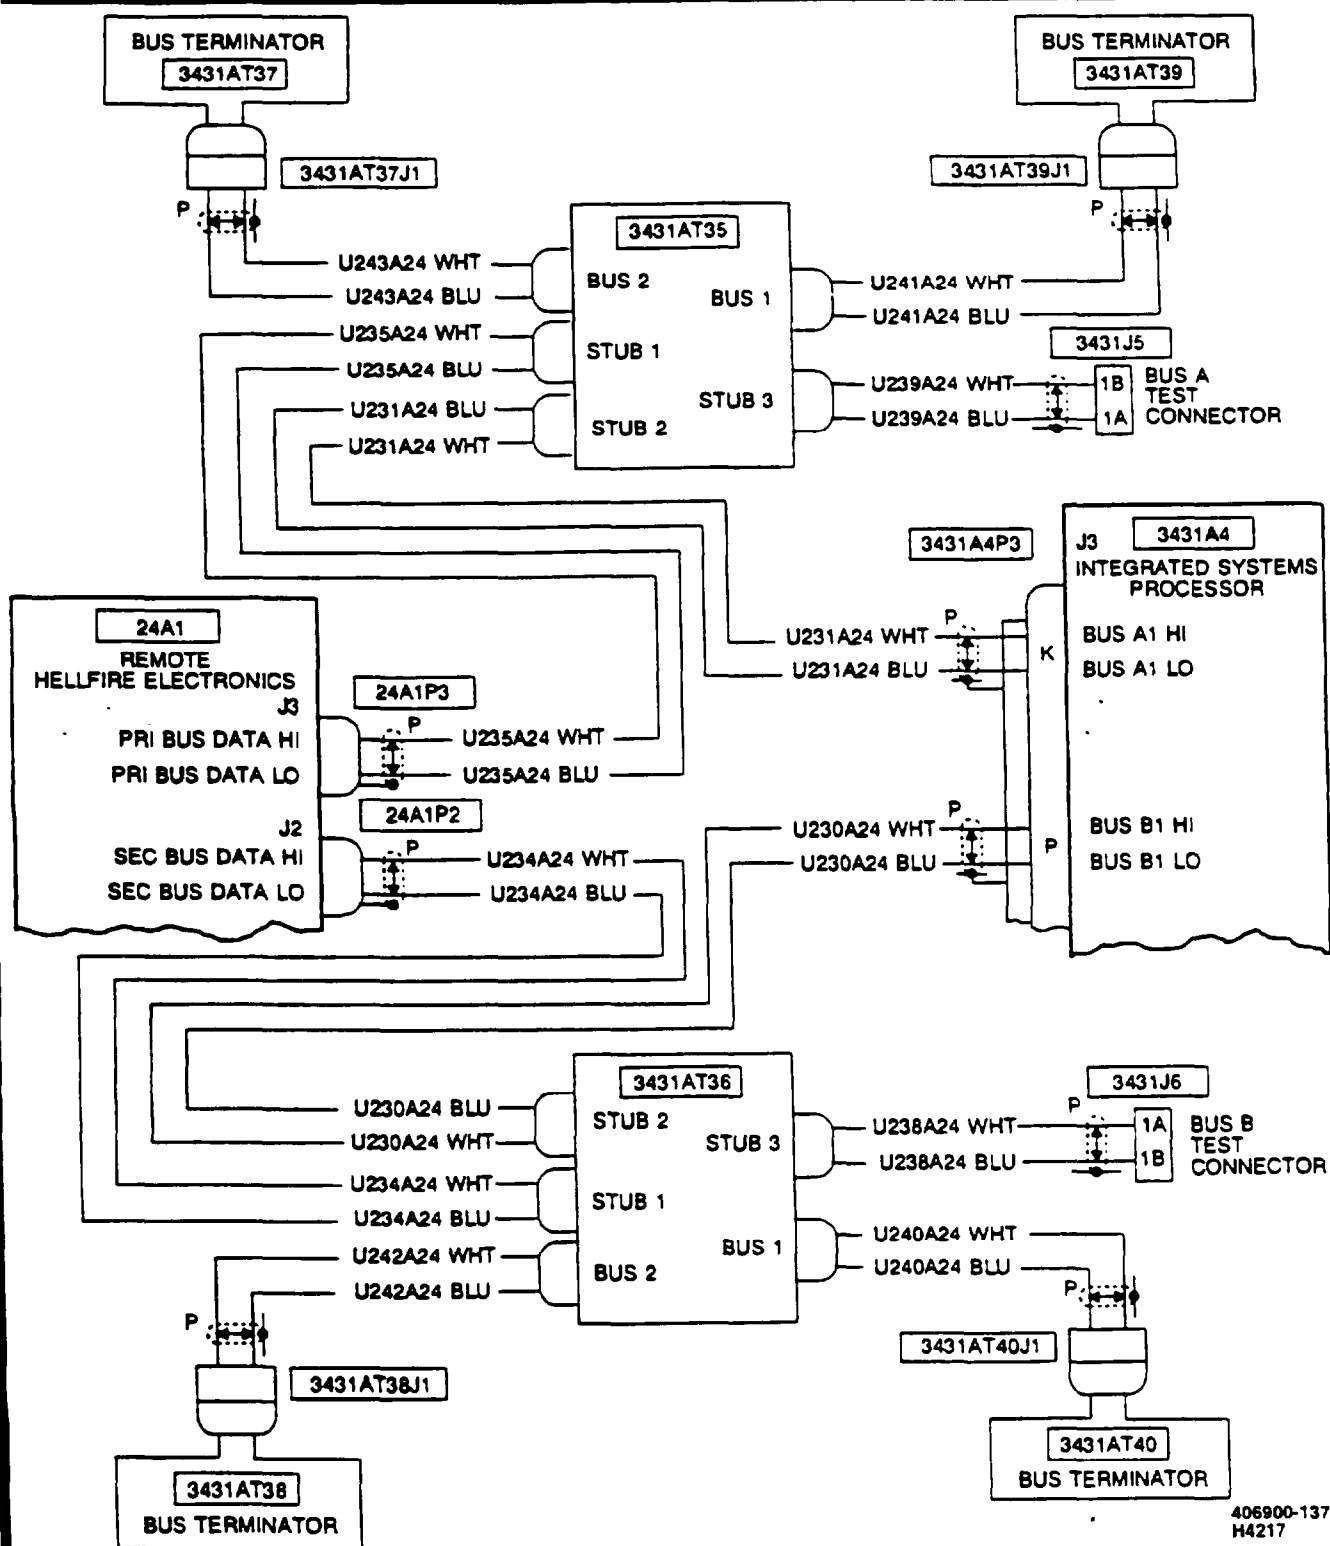 BUS TERMINATOR
3431AT37
3431AT37J1
P
BUS TERMINATOR
3431AT39
3431AT39J1
P
3431AT35
U243A24 WHT
U243A24 BLU
BUS 2
U235A24 WHT
U235A24 BLU
STUB 1
U231A24 BLU
U231A24 WHT
STUB 2
BUS 1
U241A24 WHT
U241A24 BLU
STUB 3
U239A24 WHT
U239A24 BLU
3431J5
1B
1A
BUS A
TEST
CONNECTOR
3431A4P3
J3
3431A4
INTEGRATED SYSTEMS
PROCESSOR
U231A24 WHT
U231A24 BLU
P
K
BUS A1 HI
BUS A1 LO
U230A24 WHT
U230A24 BLU
P
P
BUS B1 HI
BUS B1 LO
24A1
REMOTE
HELLFIRE ELECTRONICS
J3
24A1P3
P
PRI BUS DATA HI
U235A24 WHT
PRI BUS DATA LO
U235A24 BLU
J2
24A1P2
P
SEC BUS DATA HI
U234A24 WHT
SEC BUS DATA LO
U234A24 BLU
3431AT36
U230A24 BLU
U230A24 WHT
STUB 2
U234A24 WHT
U234A24 BLU
STUB 1
U242A24 WHT
U242A24 BLU
BUS 2
STUB 3
U238A24 WHT
U238A24 BLU
P
3431J6
1A
1B
BUS B
TEST
CONNECTOR
BUS 1
U240A24 WHT
U240A24 BLU
P
3431AT40J1
3431AT40
BUS TERMINATOR
P
3431AT38J1
3431AT38
BUS TERMINATOR
406900-137
H4217